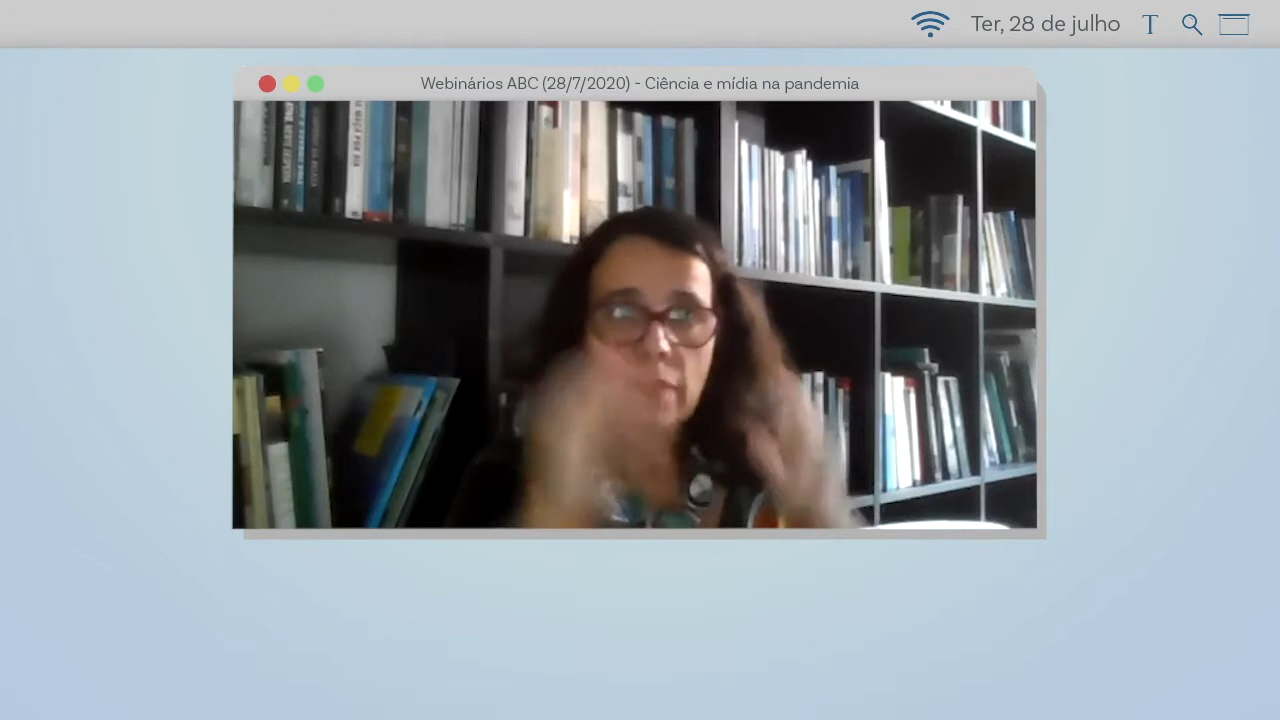 Ter, 28 de julho T
Webinários ABC (28/7/2020) - Ciência e mídia na pandemia